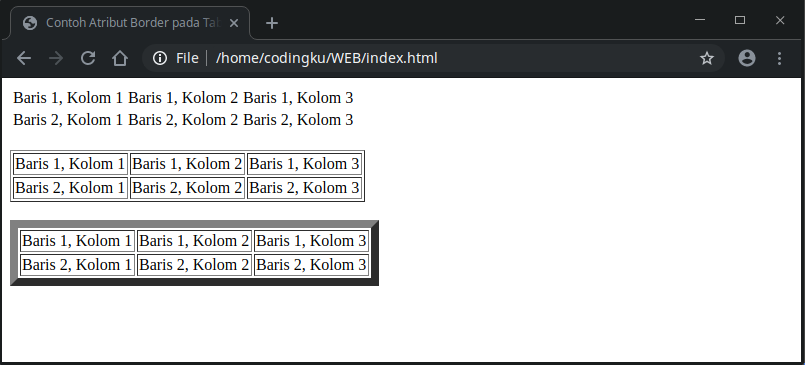 Contoh Atribut Border pada Tab
File /home/codingku/WEB/index.html
Baris 1, Kolom 1 Baris 1, Kolom 2 Baris 1, Kolom 3
Baris 2, Kolom 1 Baris 2, Kolom 2 Baris 2, Kolom 3
Baris 1, Kolom 1 Baris 1, Kolom 2 Baris 1, Kolom 3
Baris 2, Kolom 1 Baris 2, Kolom 2 Baris 2, Kolom 3
Baris 1, Kolom 1 Baris 1, Kolom 2 Baris 1, Kolom 3
Baris 2, Kolom 1 Baris 2, Kolom 2 Baris 2, Kolom 3